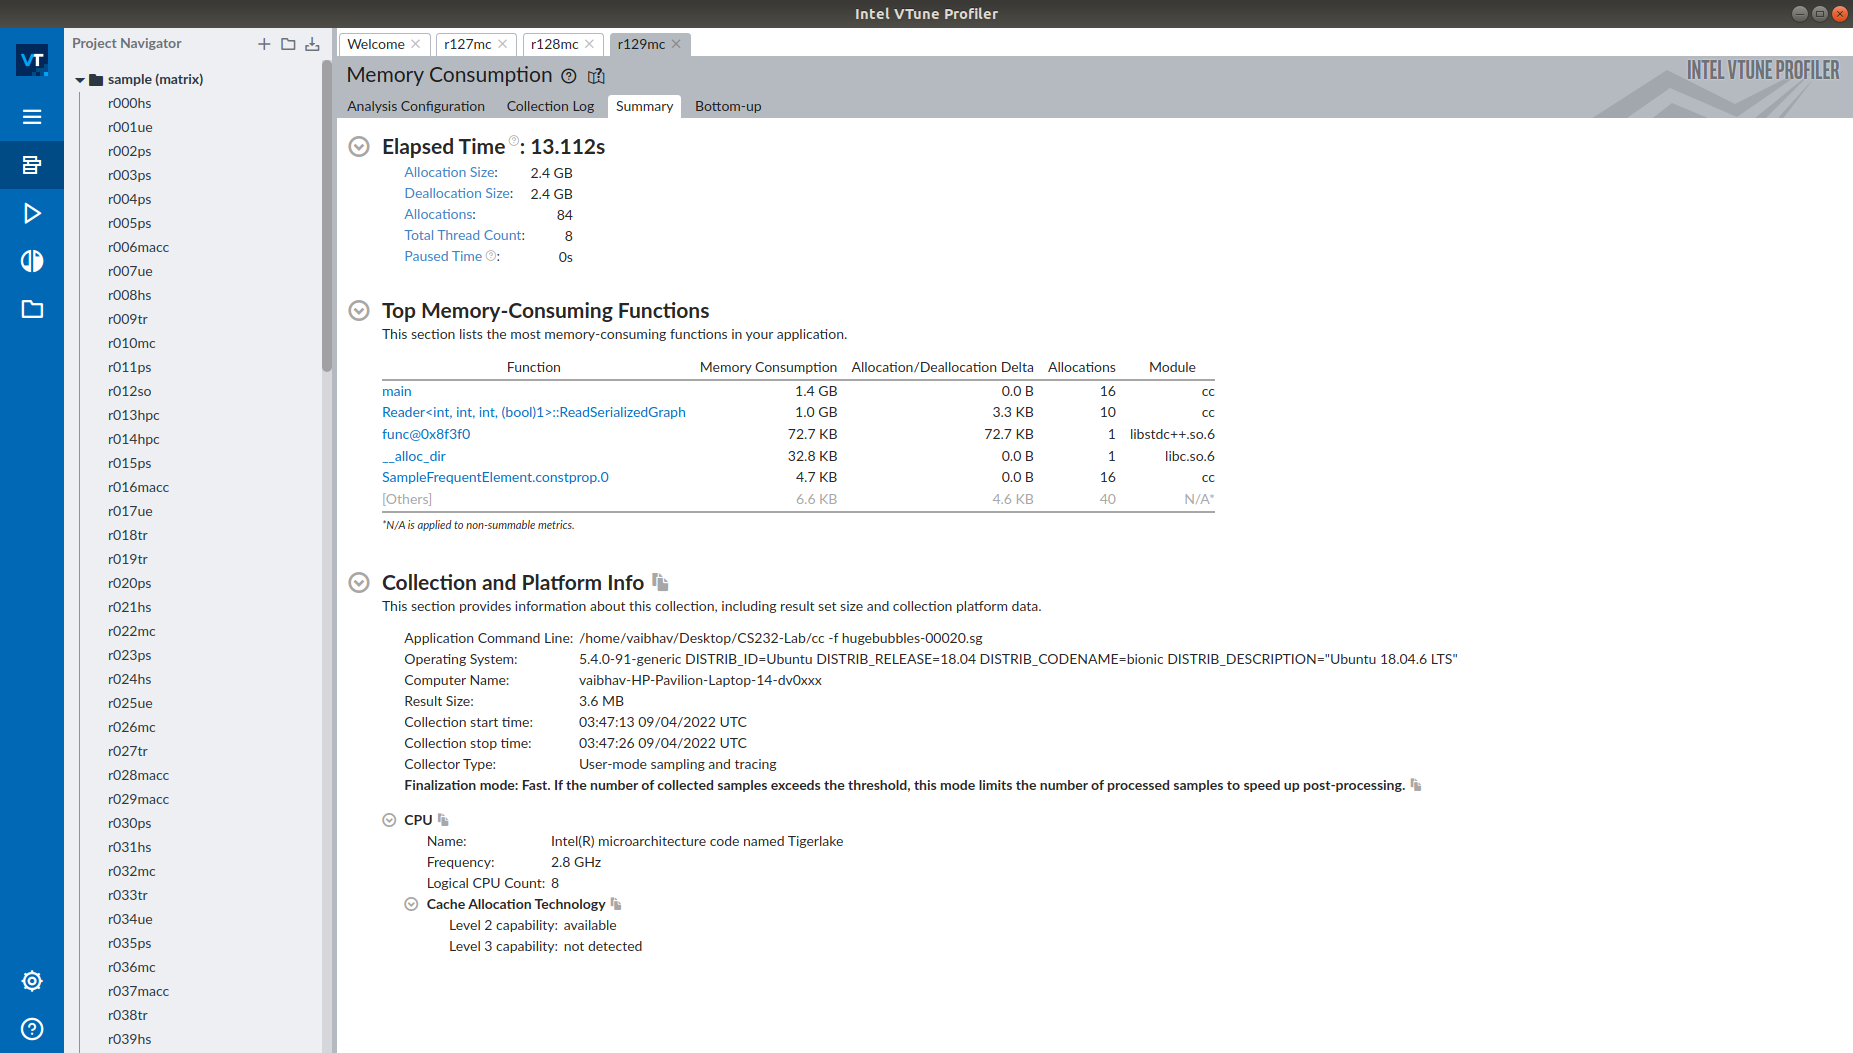 Intel VTune Profiler
VT
Project Navigator
sample (matrix)
r000hs
r001ue
r002ps
r003ps
r004ps
r005ps
r006macc
r007ue
r008hs
r009tr
r010mc
r011ps
r012so
r013hpc
r014hpc
r015ps
r016macc
r017ue
r018tr
r019tr
r020ps
r021hs
r022mc
r023ps
r024hs
r025ue
r026mc
r027tr
r028macc
r029macc
r030ps
r031hs
r032mc
r033tr
r034ue
r035ps
r036mc
r037macc
r038tr
r039hs
Welcome r127mc r128mc r129mc
Memory Consumption
INTEL VTUNE PROFILER
Analysis Configuration Collection Log Summary Bottom-up
Elapsed Time : 13.112s
Allocation Size: 2.4 GB
Deallocation Size: 2.4 GB
Allocations: 84
Total Thread Count: 8
Paused Time : 0s
Top Memory-Consuming Functions
This section lists the most memory-consuming functions in your application.
Function Memory Consumption Allocation/Deallocation Delta Allocations Module
main 1.4 GB 0.0 B 16 cc
Reader<int, int, int, (bool)1>::ReadSerializedGraph 1.0 GB 3.3 KB 10 cc
func@0x8f3f0 72.7 KB 72.7 KB 1 libstdc++.so.6
__alloc_dir 32.8 KB 0.0 B 1 libc.so.6
SampleFrequentElement.constprop.0 4.7 KB 0.0 B 16 cc
[Others] 6.6 KB 4.6 KB 40 N/A*
*N/A is applied to non-summable metrics.
Collection and Platform Info
This section provides information about this collection, including result set size and collection platform data.
Application Command Line: /home/vaibhav/Desktop/CS232-Lab/cc -f hugebubbles-00020.sg
Operating System: 5.4.0-91-generic DISTRIB_ID=Ubuntu DISTRIB_RELEASE=18.04 DISTRIB_CODENAME=bionic DISTRIB_DESCRIPTION="Ubuntu 18.04.6 LTS"
Computer Name: vaibhav-HP-Pavilion-Laptop-14-dv0xxx
Result Size: 3.6 MB
Collection start time: 03:47:13 09/04/2022 UTC
Collection stop time: 03:47:26 09/04/2022 UTC
Collector Type: User-mode sampling and tracing
Finalization mode: Fast. If the number of collected samples exceeds the threshold, this mode limits the number of processed samples to speed up post-processing.
CPU
Name: Intel(R) microarchitecture code named Tigerlake
Frequency: 2.8 GHz
Logical CPU Count: 8
Cache Allocation Technology
Level 2 capability: available
Level 3 capability: not detected